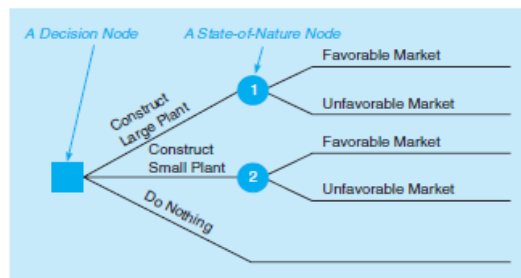 A Decision Node
A State-of-Nature Node
Favorable Market
1
Unfavorable Market
Construct
Large Plant
Favorable Market
Construct
Small Plant
2
Unfavorable Market
Do Nothing